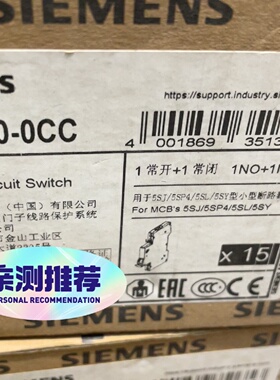 SIEMENS
https://support.industry.sie
0-0CC
4 001869 3513
1常开+1常闭 1NO+1
cuit Switch
(中国)有限公司
门子线路保护系统
用于5SJ/5SP4/5SL/5SY型小型断路器
For MCB's 5SJ/5SP4/5SL/5SY
金山工业区
x 15
亲测推荐
PERSONAL RECOMMENDATION
SIEMENS
SIEMENS